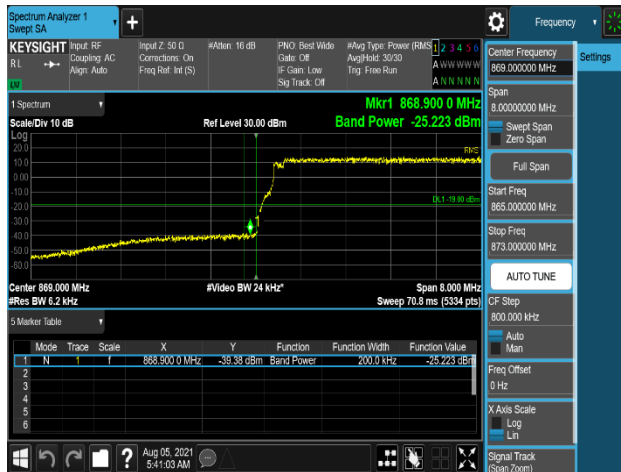 Spectrum Analyzer 1
Swept SA
+
Frequency
KEYSIGHT
Input: RF
Coupling: AC
Align: Auto
Input Z: 50 Ω
Corrections: On
Freq Ref: Int (S)
#Atten: 16 dB
PNO: Best Wide
Gate: Off
IF Gain: Low
Sig Track: Off
#Avg Type: Power (RMS
Avg|Hold: 30/30
Trig: Free Run
1 2 3 4 5 6
A W W W W W
A N N N N N
RL
1 Spectrum
Mkr1 868.900 0 MHz
Scale/Div 10 dB
Ref Level 30.00 dBm
Band Power -25.223 dBm
Log
RMS
20.0
10.0
0.00
-10.0
DL1 -19.00 dBm
-20.0
-30.0
-40.0
-50.0
-60.0
Center 869.000 MHz
#Video BW 24 kHz*
Span 8.000 MHz
#Res BW 6.2 kHz
Sweep 70.8 ms (5334 pts)
5 Marker Table
Mode Trace Scale X Y Function Function Width Function Value
1 N 1 f 868.900 0 MHz -39.38 dBm Band Power 200.0 kHz -25.223 dBm
2
3
4
5
6
?
Aug 05, 2021
5:41:03 AM
Center Frequency
869.000000 MHz
Settings
Span
8.00000000 MHz
Swept Span
Zero Span
Full Span
Start Freq
865.000000 MHz
Stop Freq
873.000000 MHz
AUTO TUNE
CF Step
800.000 kHz
Auto
Man
Freq Offset
0 Hz
X Axis Scale
Log
Lin
Signal Track
(Span Zoom)